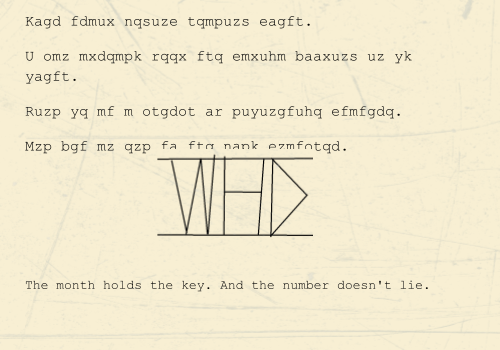 Kagd fdmux nqsuze tqmpuzs eagft.
U omz mxdqmpk rqqx ftq emxuhm baaxuzs uz yk
yagft.
Ruzp yq mf m otgdot ar puyuzgfuhq efmfgdq.
Mzp bgf mz qzp fa ftq napk ezmfotqd.
WHD
The month holds the key. And the number doesn't lie.